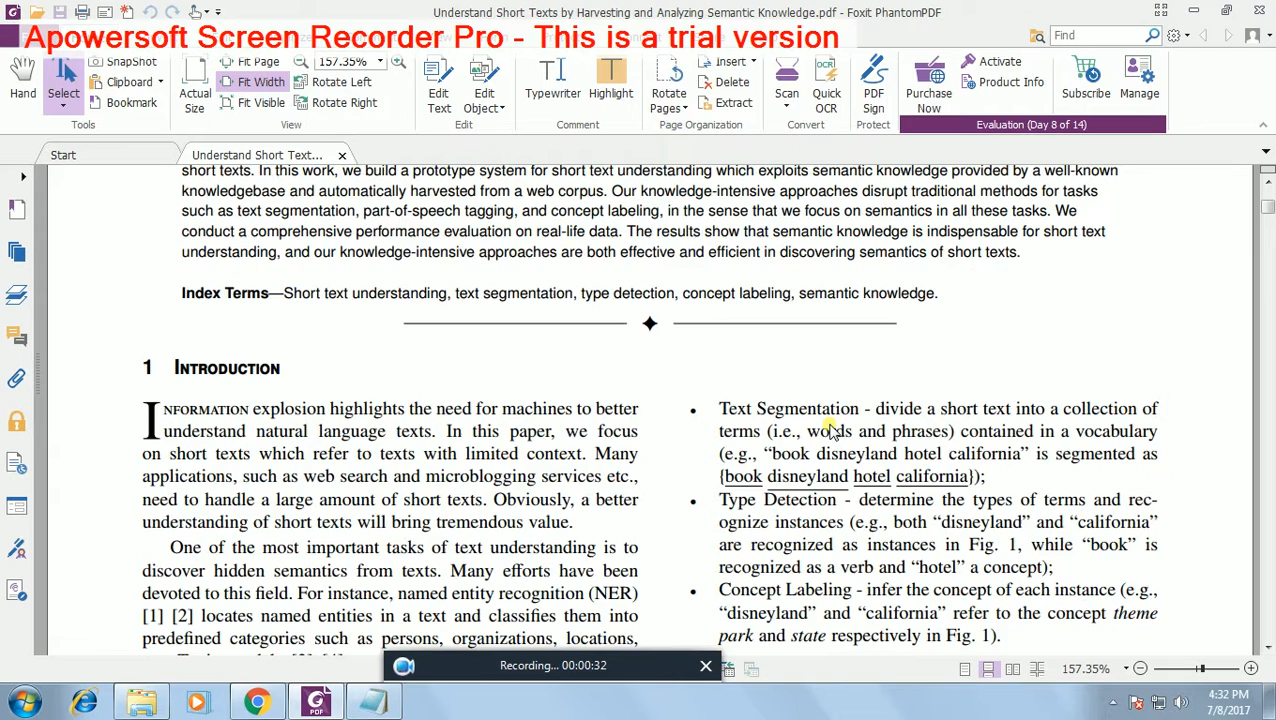 Understand Short Texts by Harvesting and Analyzing Semantic Knowledge.pdf - Foxit PhantomPDF
Apowersoft Screen Recorder Pro - This is a trial version
Find
Hand
Select
SnapShot
Clipboard
Bookmark
Tools
Actual Size
Fit Page
Fit Width
Fit Visible
157.35%
Rotate Left
Rotate Right
View
Edit Text
Edit Object
Edit
Typewriter
Highlight
Comment
Rotate Pages
Insert
Delete
Extract
Page Organization
Scan
Quick OCR
Convert
PDF Sign
Protect
Purchase Now
Activate
Product Info
Subscribe
Manage
Evaluation (Day 8 of 14)
Start
Understand Short Text...
short texts. In this work, we build a prototype system for short text understanding which exploits semantic knowledge provided by a well-known
knowledgebase and automatically harvested from a web corpus. Our knowledge-intensive approaches disrupt traditional methods for tasks
such as text segmentation, part-of-speech tagging, and concept labeling, in the sense that we focus on semantics in all these tasks. We
conduct a comprehensive performance evaluation on real-life data. The results show that semantic knowledge is indispensable for short text
understanding, and our knowledge-intensive approaches are both effective and efficient in discovering semantics of short texts.
Index Terms—Short text understanding, text segmentation, type detection, concept labeling, semantic knowledge.
1 INTRODUCTION
INFORMATION explosion highlights the need for machines to better
understand natural language texts. In this paper, we focus
on short texts which refer to texts with limited context. Many
applications, such as web search and microblogging services etc.,
need to handle a large amount of short texts. Obviously, a better
understanding of short texts will bring tremendous value.
One of the most important tasks of text understanding is to
discover hidden semantics from texts. Many efforts have been
devoted to this field. For instance, named entity recognition (NER)
[1] [2] locates named entities in a text and classifies them into
predefined categories such as persons, organizations, locations,
• Text Segmentation - divide a short text into a collection of
terms (i.e., words and phrases) contained in a vocabulary
(e.g., “book disneyland hotel california” is segmented as
{book disneyland hotel california});
• Type Detection - determine the types of terms and rec-
ognize instances (e.g., both “disneyland” and “california”
are recognized as instances in Fig. 1, while “book” is
recognized as a verb and “hotel” a concept);
• Concept Labeling - infer the concept of each instance (e.g.,
“disneyland” and “california” refer to the concept theme
park and state respectively in Fig. 1).
Recording... 00:00:32
157.35%
4:32 PM
7/8/2017